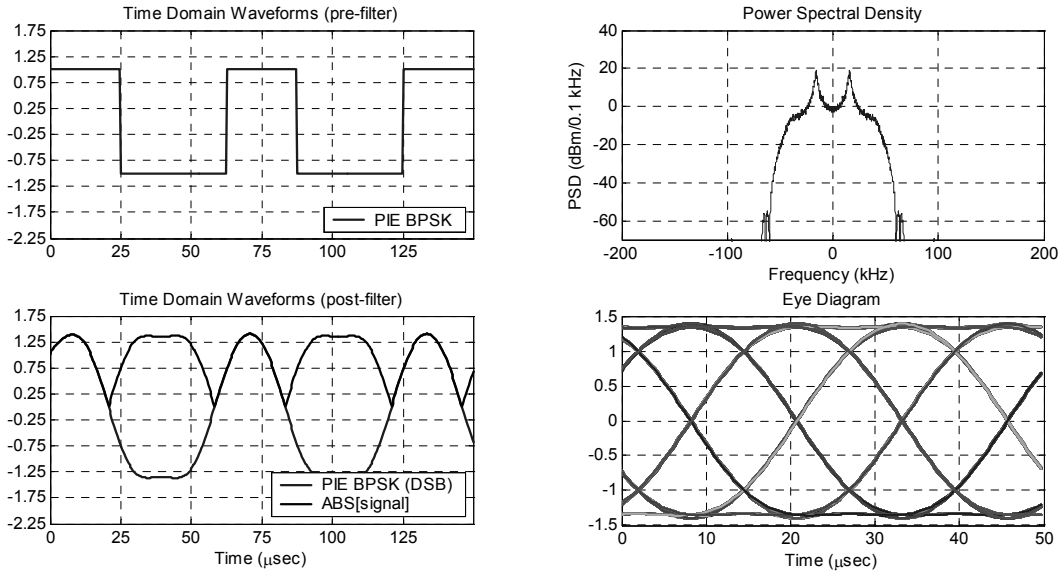 Time Domain Waveforms (pre-filter)
1.75
1.25
0.75
0.25
-0.25
-0.75
-1.25
-1.75
-2.25
0 25 50 75 100 125
PIE BPSK
Power Spectral Density
PSD (dBm/0.1 kHz)
40
20
0
-20
-40
-60
-200 -100 0 100 200
Frequency (kHz)
Time Domain Waveforms (post-filter)
1.75
1.25
0.75
0.25
-0.25
-0.75
-1.25
-1.75
-2.25
0 25 50 75 100 125
PIE BPSK (DSB)
ABS[signal]
Time (μsec)
Eye Diagram
1.5
1
0.5
0
-0.5
-1
-1.5
0 10 20 30 40 50
Time (μsec)